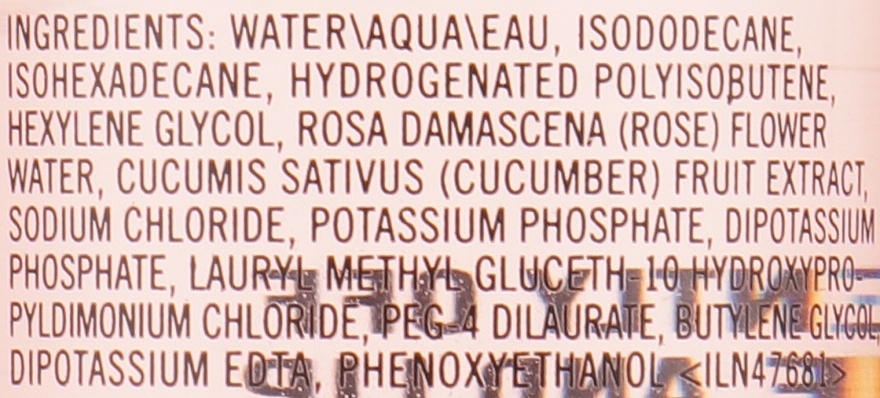 INGREDIENTS: WATER\AQUA\EAU, ISODODECANE,
ISOHEXADECANE, HYDROGENATED POLYISOBUTENE,
HEXYLENE GLYCOL, ROSA DAMASCENA (ROSE) FLOWER
WATER, CUCUMIS SATIVUS (CUCUMBER) FRUIT EXTRACT,
SODIUM CHLORIDE, POTASSIUM PHOSPHATE, DIPOTASSIUM
PHOSPHATE, LAURYL METHYL GLUCETH-10 HYDROXYPRO-
PYLDIMONIUM CHLORIDE, PEG-4 DILAURATE, BUTYLENE GLYCOL,
DIPOTASSIUM EDTA, PHENOXYETHANOL <ILN47681>